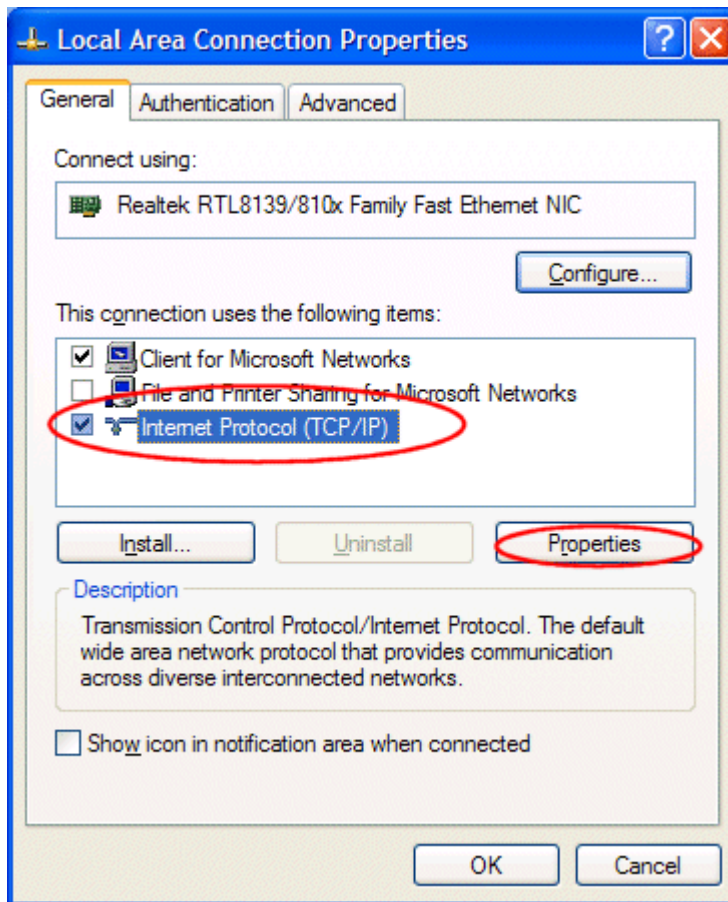 Local Area Connection Properties
General
Authentication
Advanced
Connect using:
Realtek RTL8139/810x Family Fast Ethernet NIC
Configure...
This connection uses the following items:
Client for Microsoft Networks
File and Printer Sharing for Microsoft Networks
Internet Protocol (TCP/IP)
Install...
Uninstall
Properties
Description
Transmission Control Protocol/Internet Protocol. The default
wide area network protocol that provides communication
across diverse interconnected networks.
Show icon in notification area when connected
OK
Cancel